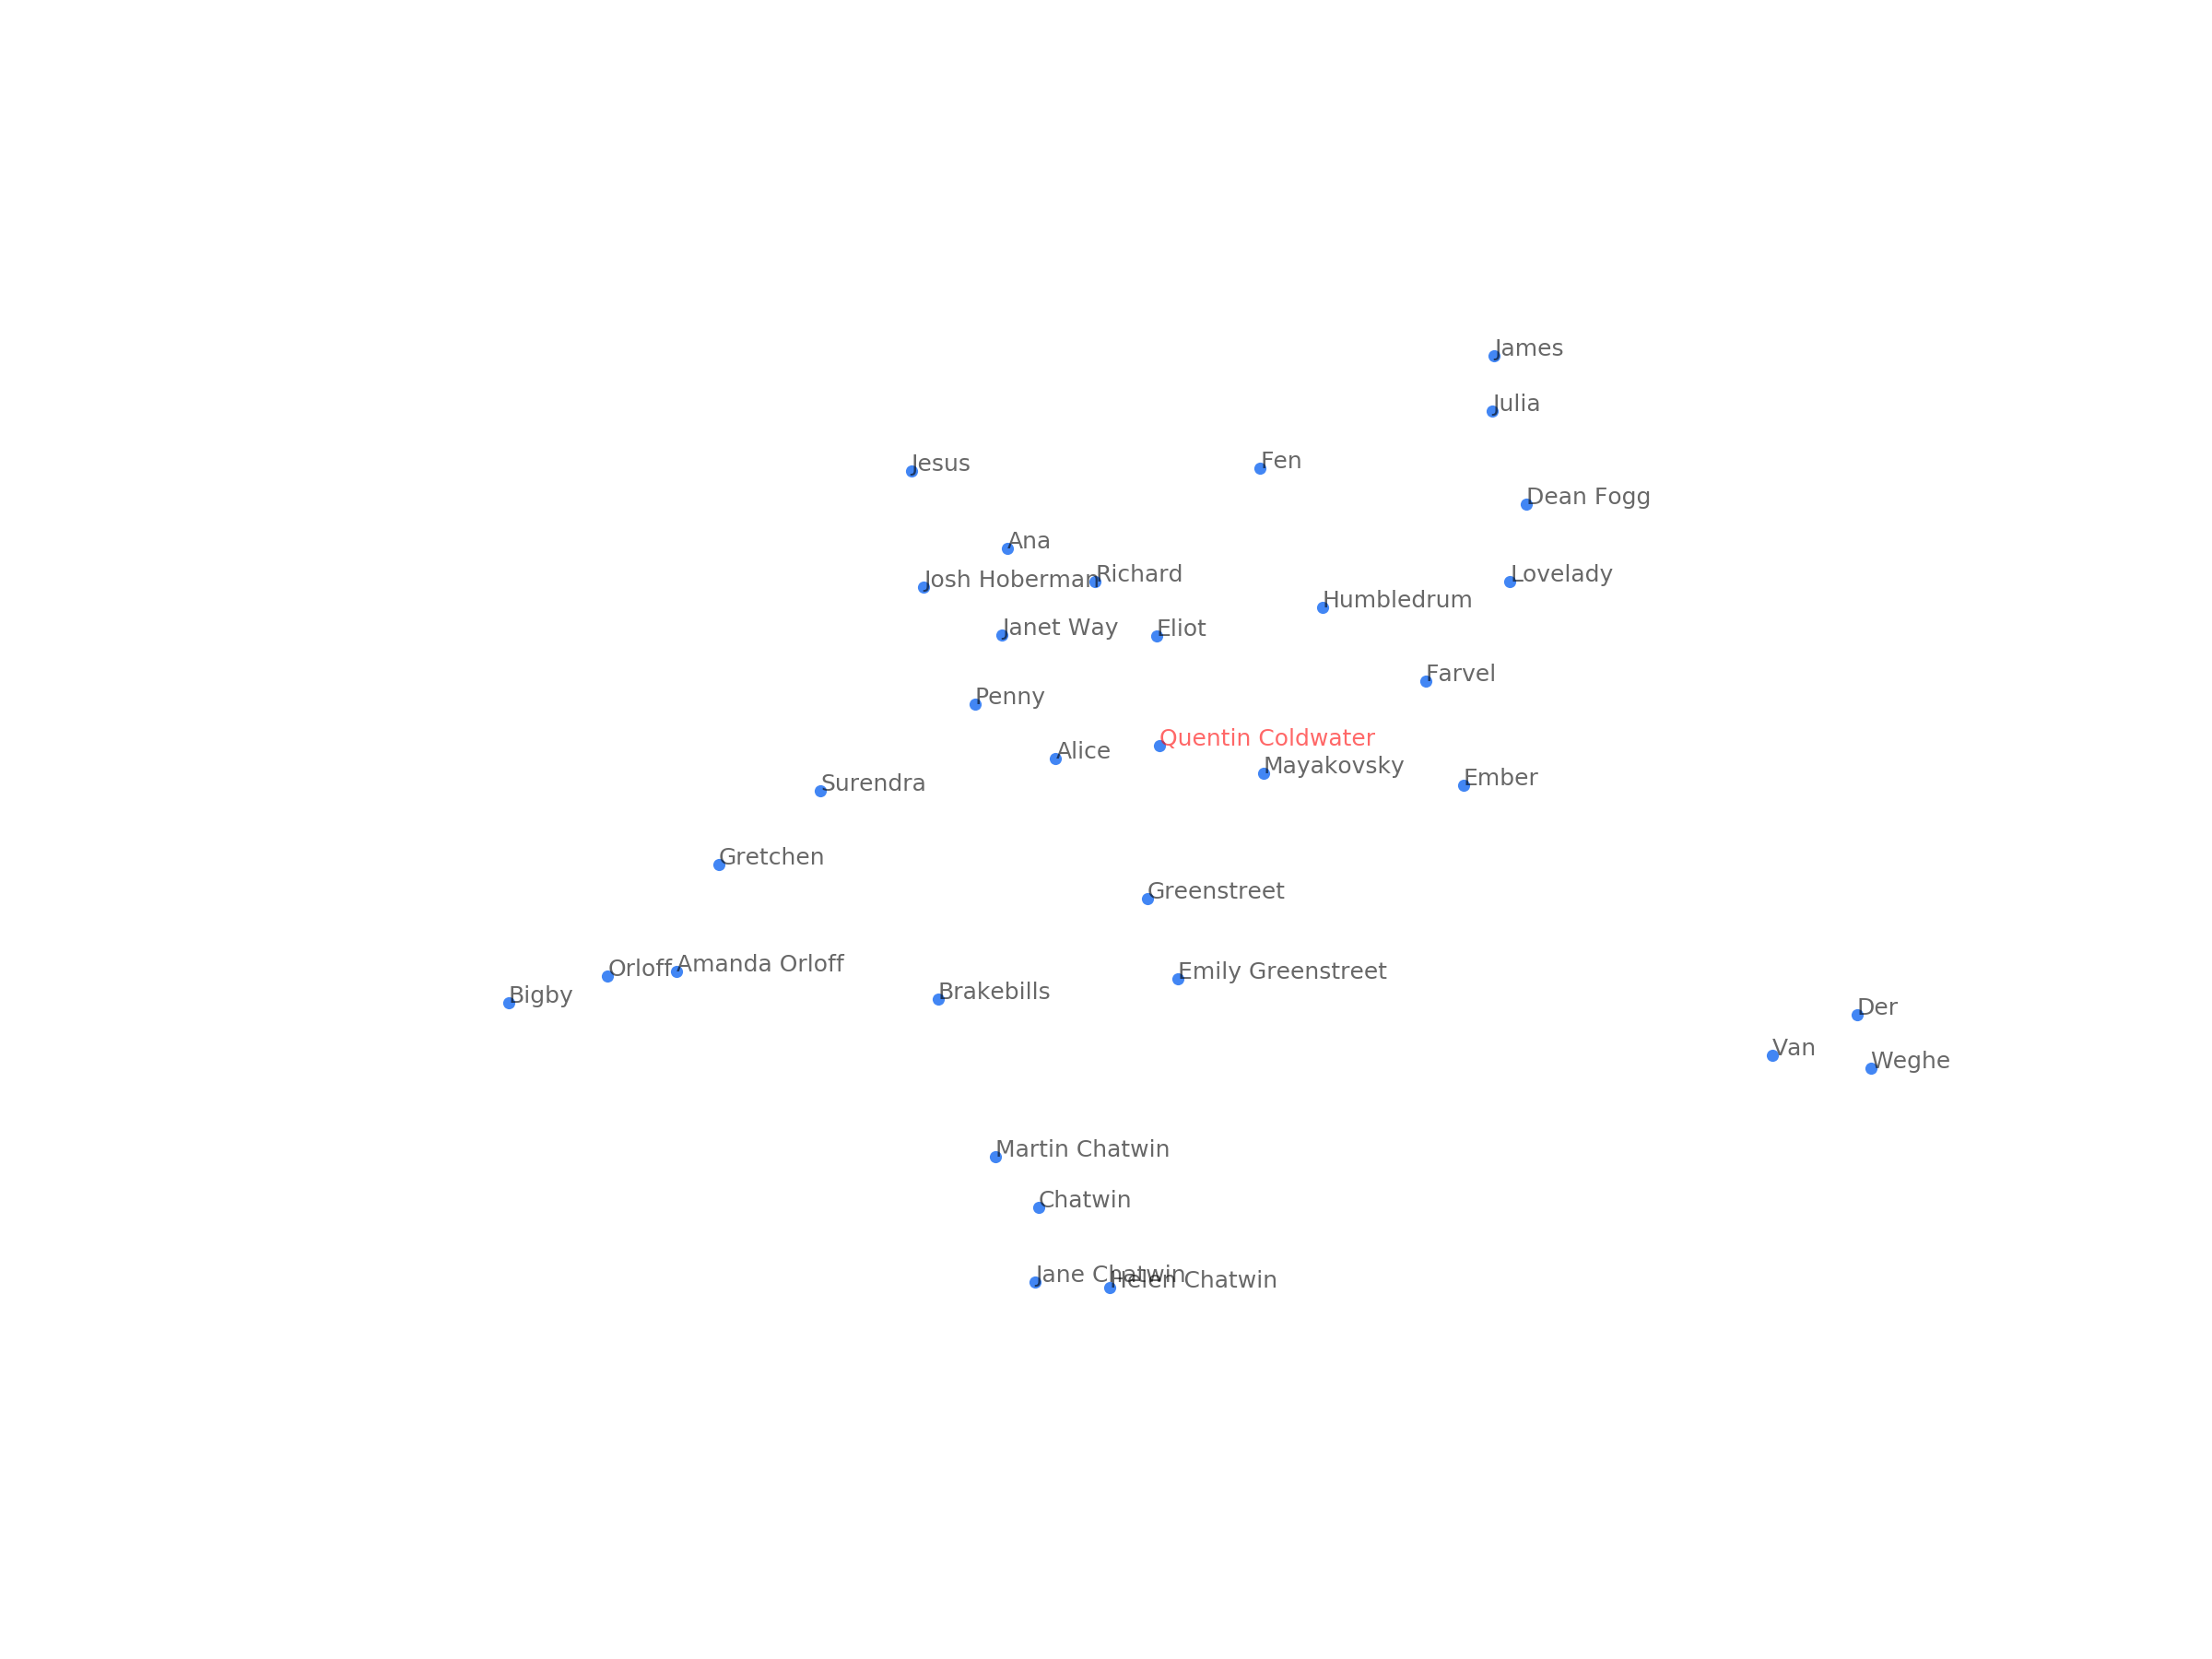 James
Julia
Jesus
Fen
Dean Fogg
Ana
Josh Hoberman
Richard
Lovelady
Humbledrum
Janet Way
Eliot
Farvel
Penny
Quentin Coldwater
Alice
Mayakovsky
Ember
Surendra
Gretchen
Greenstreet
Orloff
Amanda Orloff
Emily Greenstreet
Bigby
Brakebills
Der
Van
Weghe
Martin Chatwin
Chatwin
Jane Chatwin
Helen Chatwin